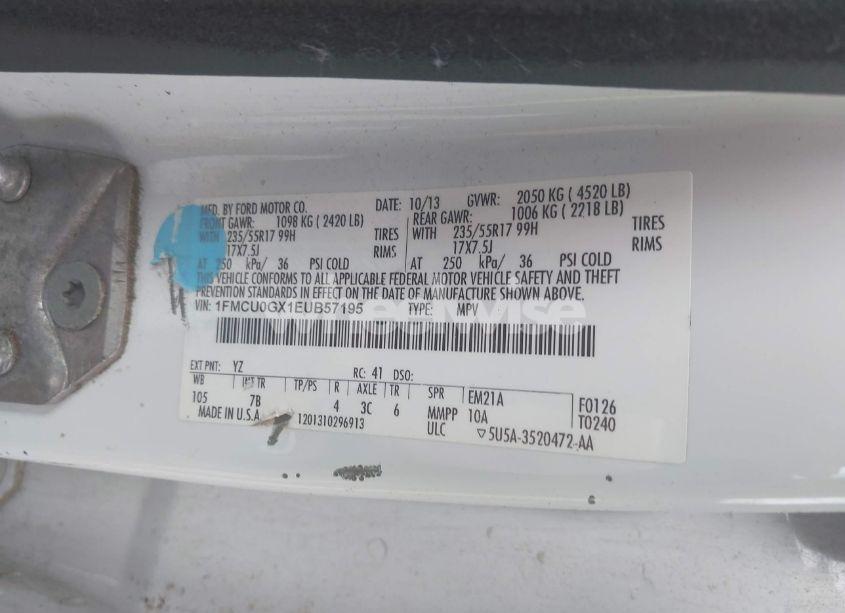 MFD. BY FORD MOTOR CO. DATE: 10/13 GVWR: 2050 KG ( 4520 LB)
FRONT GAWR: 1098 KG ( 2420 LB) REAR GAWR: 1006 KG ( 2218 LB)
WITH 235/55R17 99H TIRES WITH 235/55R17 99H TIRES
17X7.5J RIMS 17X7.5J RIMS
AT 250 kPa/ 36 PSI COLD AT 250 kPa/ 36 PSI COLD
THIS VEHICLE CONFORMS TO ALL APPLICABLE FEDERAL MOTOR VEHICLE SAFETY AND THEFT
PREVENTION STANDARDS IN EFFECT ON THE DATE OF MANUFACTURE SHOWN ABOVE.
VIN: 1FMCU0GX1EUB57195 TYPE: MPV
EXT PNT: YZ RC: 41 DSO:
WB INT TR TP/PS R AXLE TR SPR EM21A F0126
105 7B 4 3C 6 MMPP 10A T0240
MADE IN U.S.A. 1201310296913 ULC ▽5U5A-3520472-AA